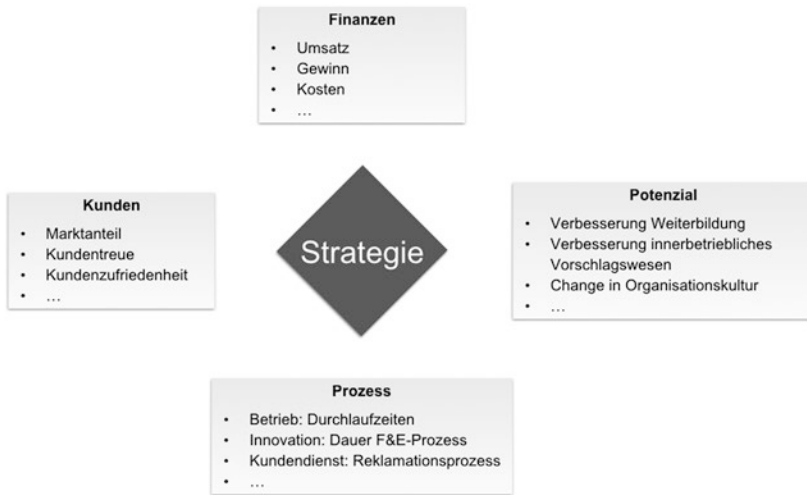 Finanzen
• Umsatz
• Gewinn
• Kosten
• …
Kunden
• Marktanteil
• Kundentreue
• Kundenzufriedenheit
• …
Strategie
Potenzial
• Verbesserung Weiterbildung
• Verbesserung innerbetriebliches
Vorschlagswesen
• Change in Organisationskultur
• …
Prozess
• Betrieb: Durchlaufzeiten
• Innovation: Dauer F&E-Prozess
• Kundendienst: Reklamationsprozess
• …